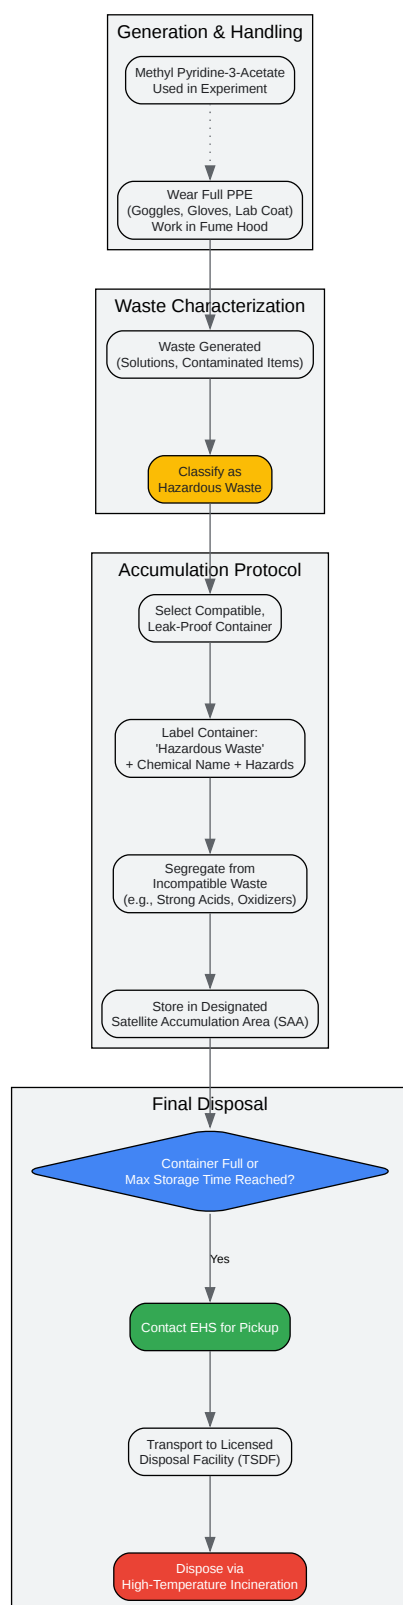 Generation & Handling
Methyl Pyridine-3-Acetate
Used in Experiment
Wear Full PPE
(Goggles, Gloves, Lab Coat)
Work in Fume Hood
Waste Characterization
Waste Generated
(Solutions, Contaminated Items)
Classify as
Hazardous Waste
Accumulation Protocol
Select Compatible,
Leak-Proof Container
Label Container:
'Hazardous Waste'
+ Chemical Name + Hazards
Segregate from
Incompatible Waste
(e.g., Strong Acids, Oxidizers)
Store in Designated
Satellite Accumulation Area (SAA)
Final Disposal
Container Full or
Max Storage Time Reached?
Yes
Contact EHS for Pickup
Transport to Licensed
Disposal Facility (TSDF)
Dispose via
High-Temperature Incineration